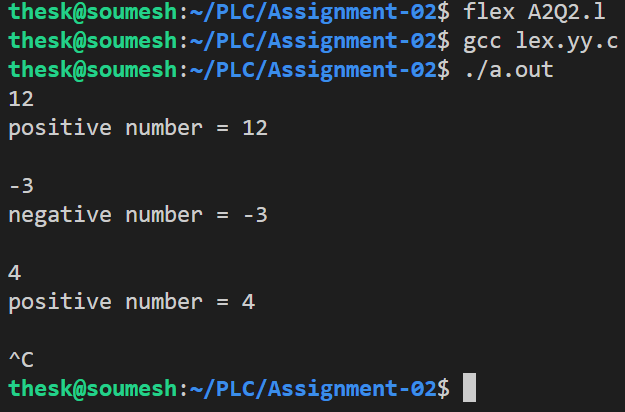 thesk@soumesh:~/PLC/Assignment-02$ flex A2Q2.l
thesk@soumesh:~/PLC/Assignment-02$ gcc lex.yy.c
thesk@soumesh:~/PLC/Assignment-02$ ./a.out
12
positive number = 12
-3
negative number = -3
4
positive number = 4
^C
thesk@soumesh:~/PLC/Assignment-02$